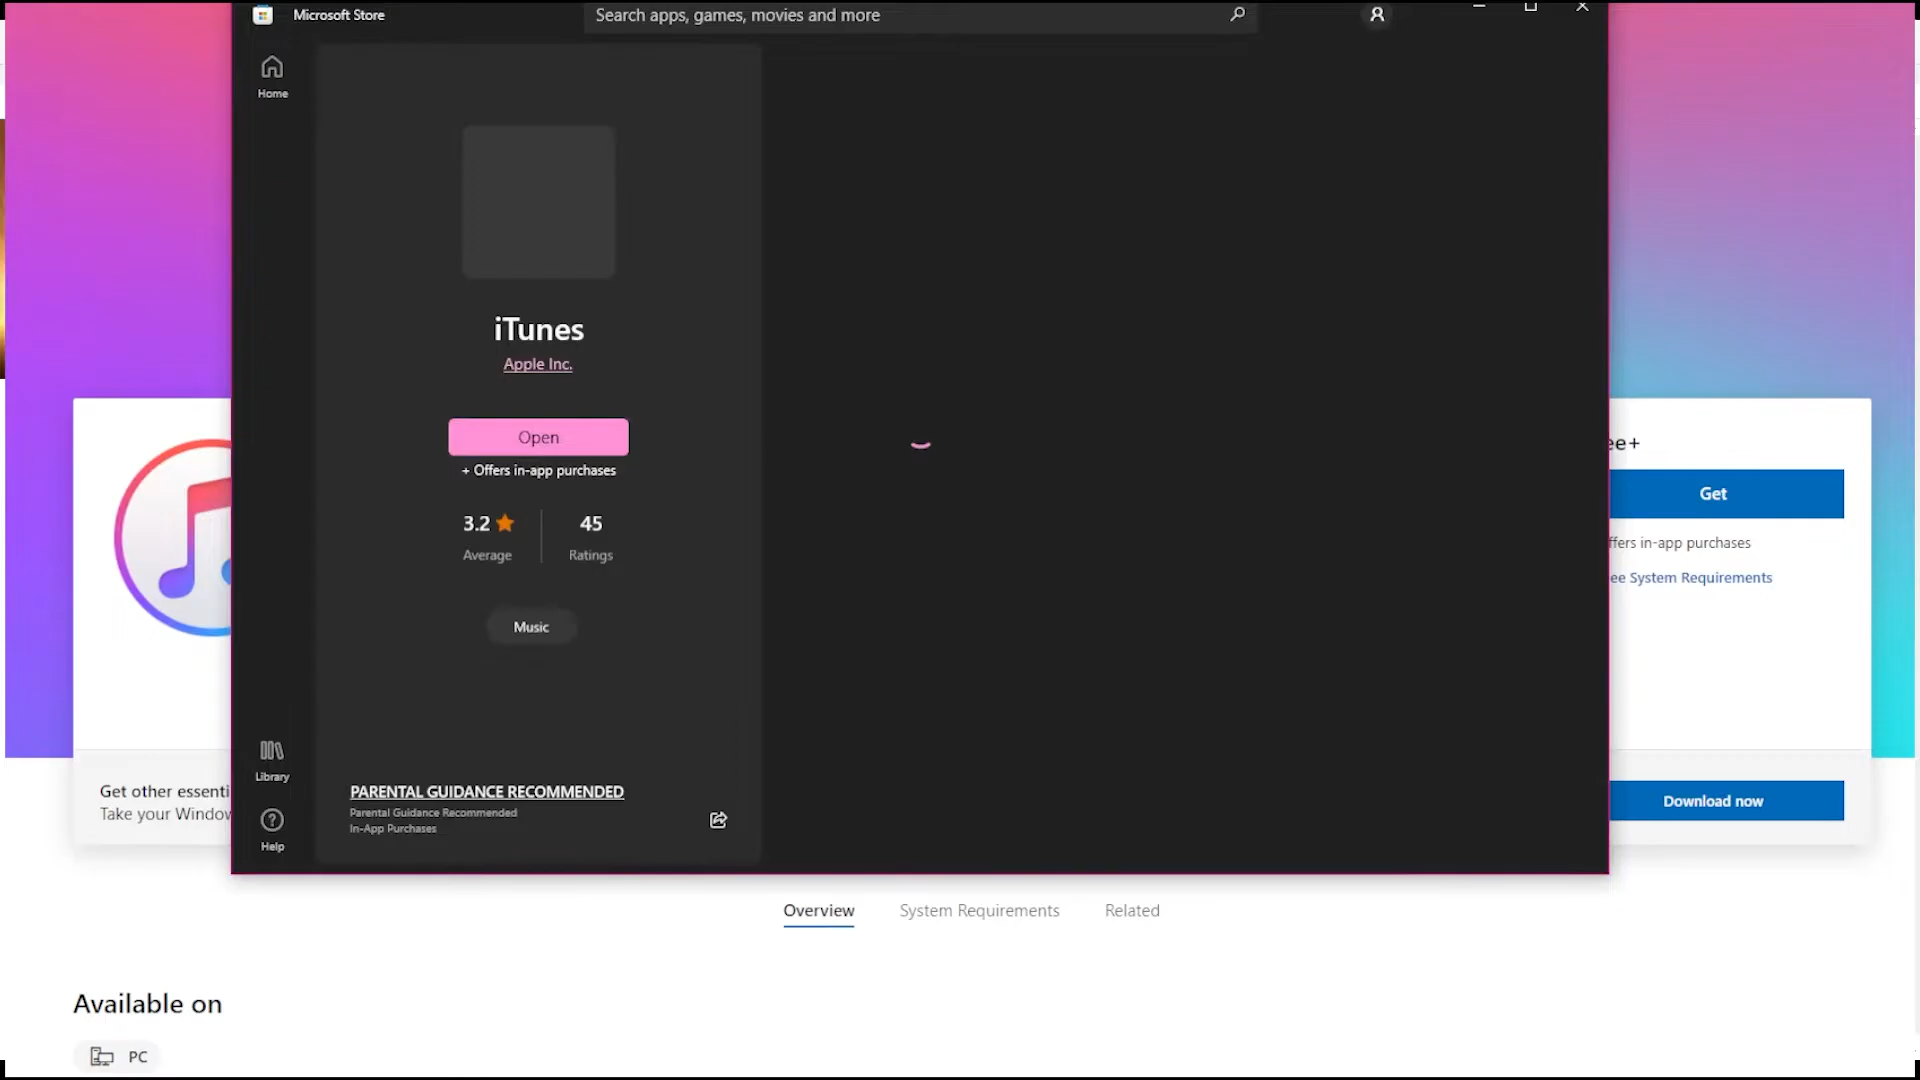 Microsoft Store
Search apps, games, movies and more
Home
iTunes
Apple Inc.
Open
+ Offers in-app purchases
3.2
45
Average
Ratings
Music
Library
PARENTAL GUIDANCE RECOMMENDED
Parental Guidance Recommended
In-App Purchases
Help
ee+
Get
ffers in-app purchases
ee System Requirements
Get other essenti
Take your Window
Download now
Overview
System Requirements
Related
Available on
PC